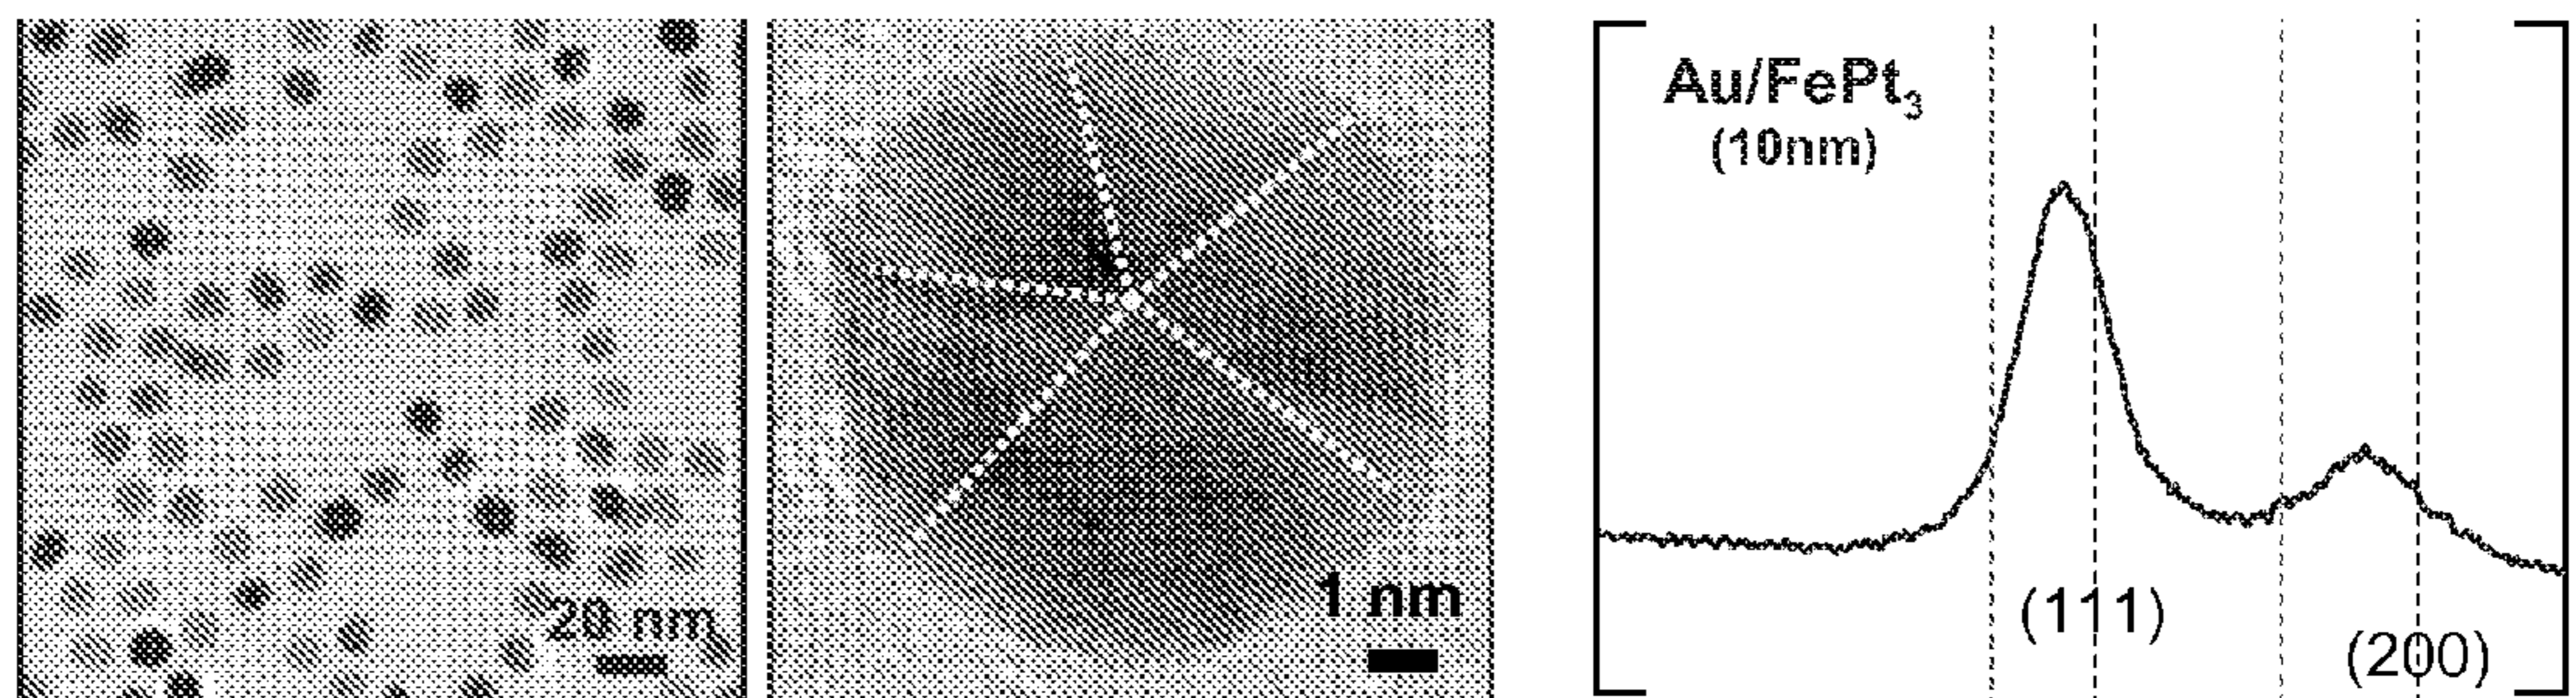 20 nm
1 nm
Au/FePt₃
(10nm)
(111)
(200)